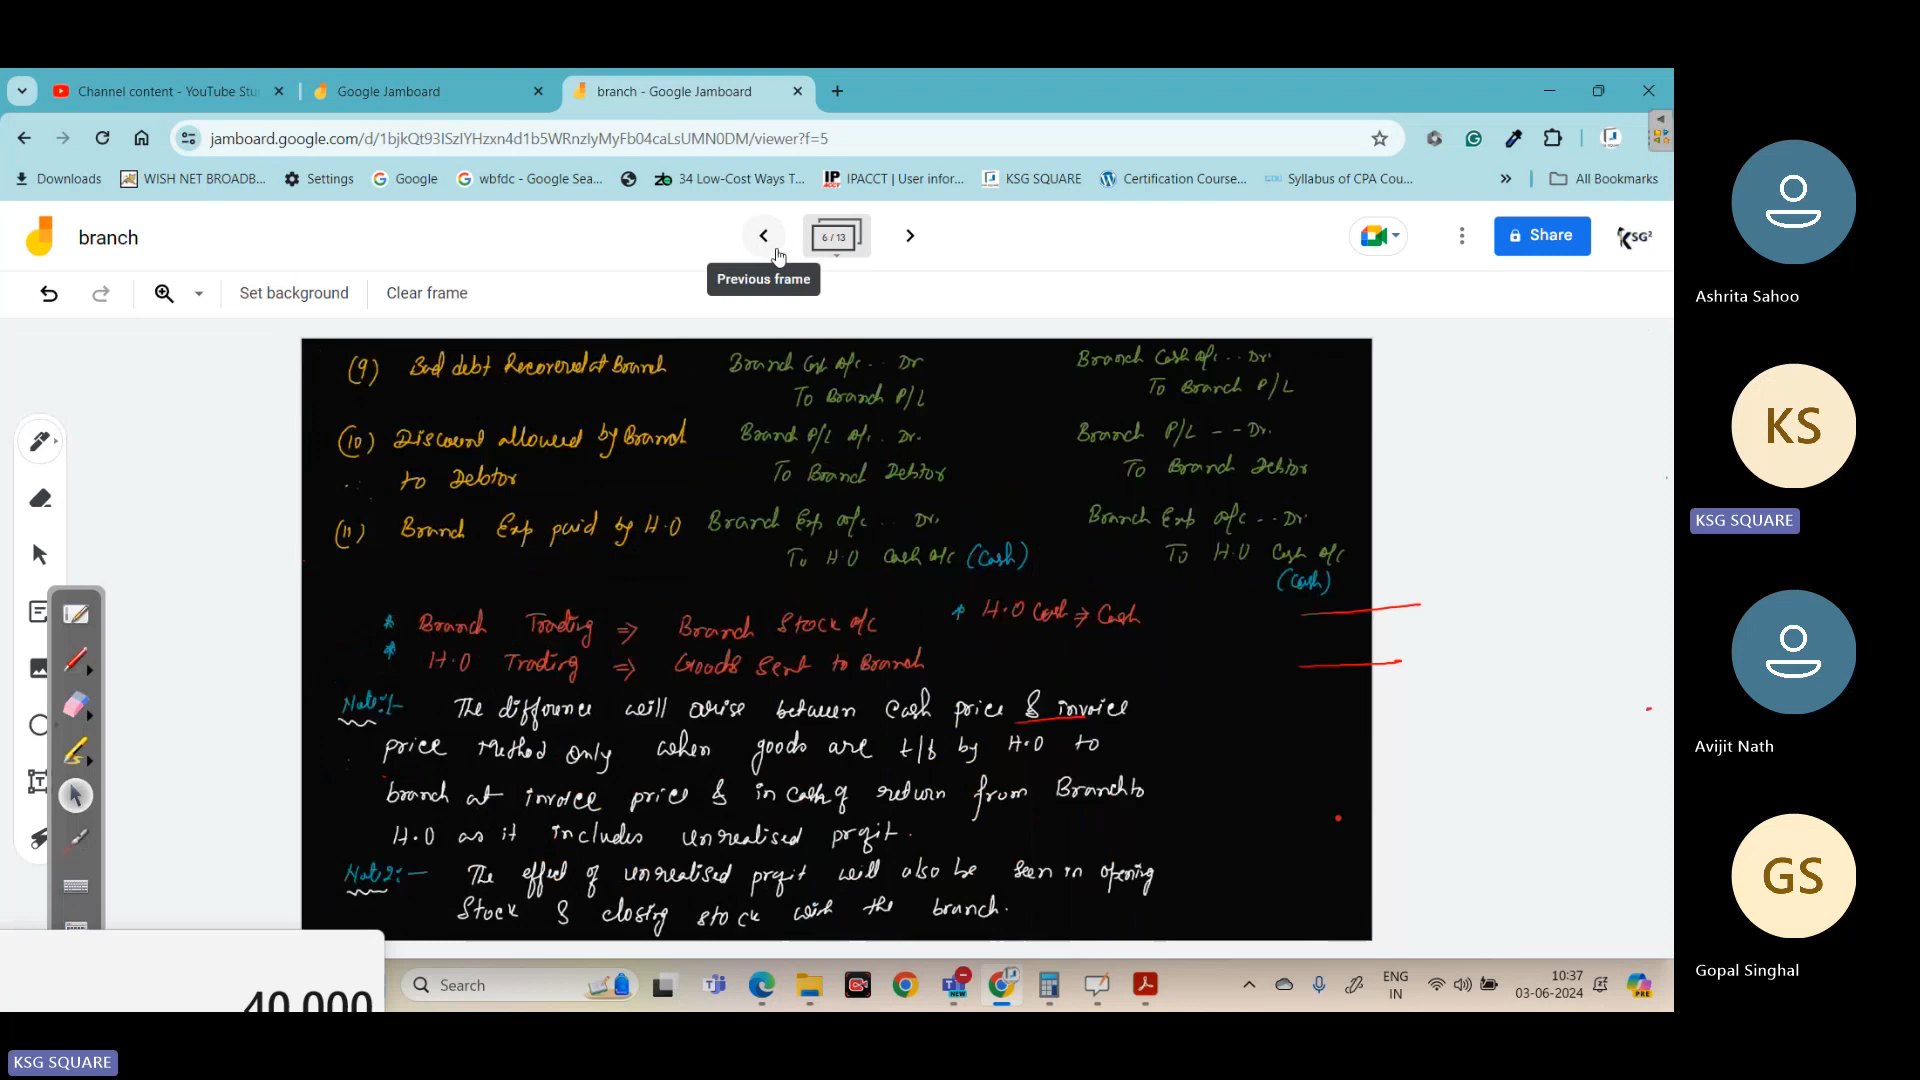 Channel content - YouTube Stu
Google Jamboard
branch - Google Jamboard
jamboard.google.com/d/1bjkQt93ISzIYHzxn4d1b5WRnzIyMyFb04caLsUMN0DM/viewer?f=5
Downloads
WISH NET BROADB...
Settings
Google
wbfdc - Google Sea...
34 Low-Cost Ways T...
IPACCT | User infor...
KSG SQUARE
Certification Course...
Syllabus of CPA Cou...
»
All Bookmarks
branch
6 / 13
Share
KSG²
Previous frame
Set background
Clear frame
(9) Bad debt Recovered at Branch Branch Cash A/c .. Dr Branch Cash A/c .. Dr.
To Branch P/L To Branch P/L
(10) Discount allowed by Branch Branch P/L A/c . Dr. Branch P/L -- Dr.
to Debtor To Branch Debtor To Branch Debtor
(11) Branch Exp paid by H.O Branch Exp A/c .. Dr. Branch Exp A/c .. Dr.
To H.O Cash A/c (Cash) To H.O Cash A/c
(Cash)
* Branch Trading ⇒ Branch Stock A/c * H.O Cash ⇒ Cash
* H.O Trading ⇒ Goods Sent to Branch
Note:1- The difference will arise between Cash price & invoice
price Method Only when goods are t/f by H.O to
branch at invoice price & in cash of return from Branch to
H.O as it includes unrealised profit.
Note 2:- The effect of unrealised profit will also be seen in opening
Stock & closing stock with the branch.
40,000
Search
NEW
ENG
IN
10:37
03-06-2024
PRE
Ashrita Sahoo
KS
KSG SQUARE
Avijit Nath
GS
Gopal Singhal
KSG SQUARE